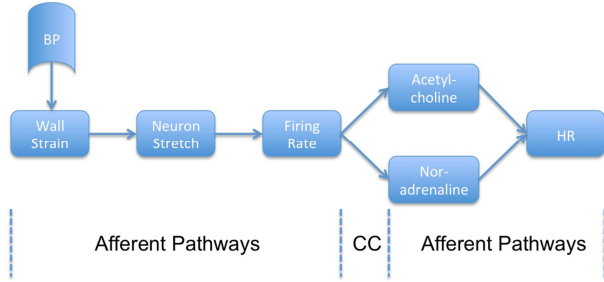 BP
Wall
Strain
Neuron
Stretch
Firing
Rate
Acetyl-
choline
Nor-
adrenaline
HR
Afferent Pathways
CC
Afferent Pathways